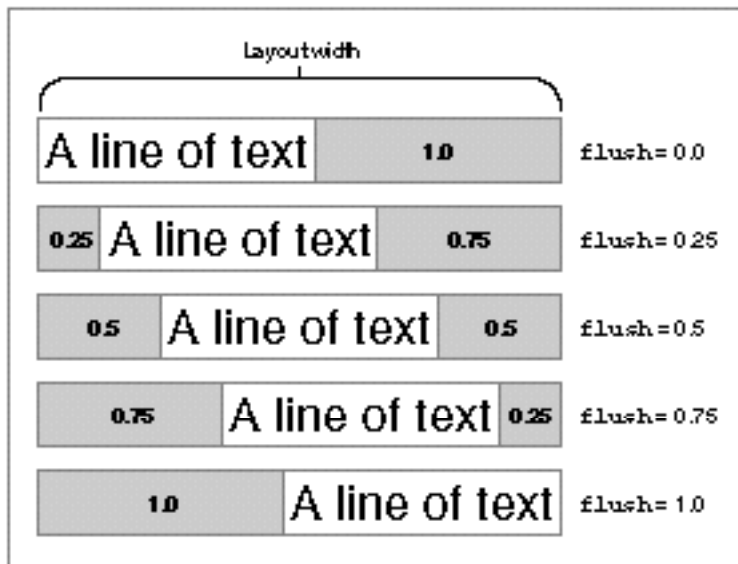 Layout width
A line of text 1.0 flush = 0.0
0.25 A line of text 0.75 flush = 0.25
0.5 A line of text 0.5 flush = 0.5
0.75 A line of text 0.25 flush = 0.75
1.0 A line of text flush = 1.0